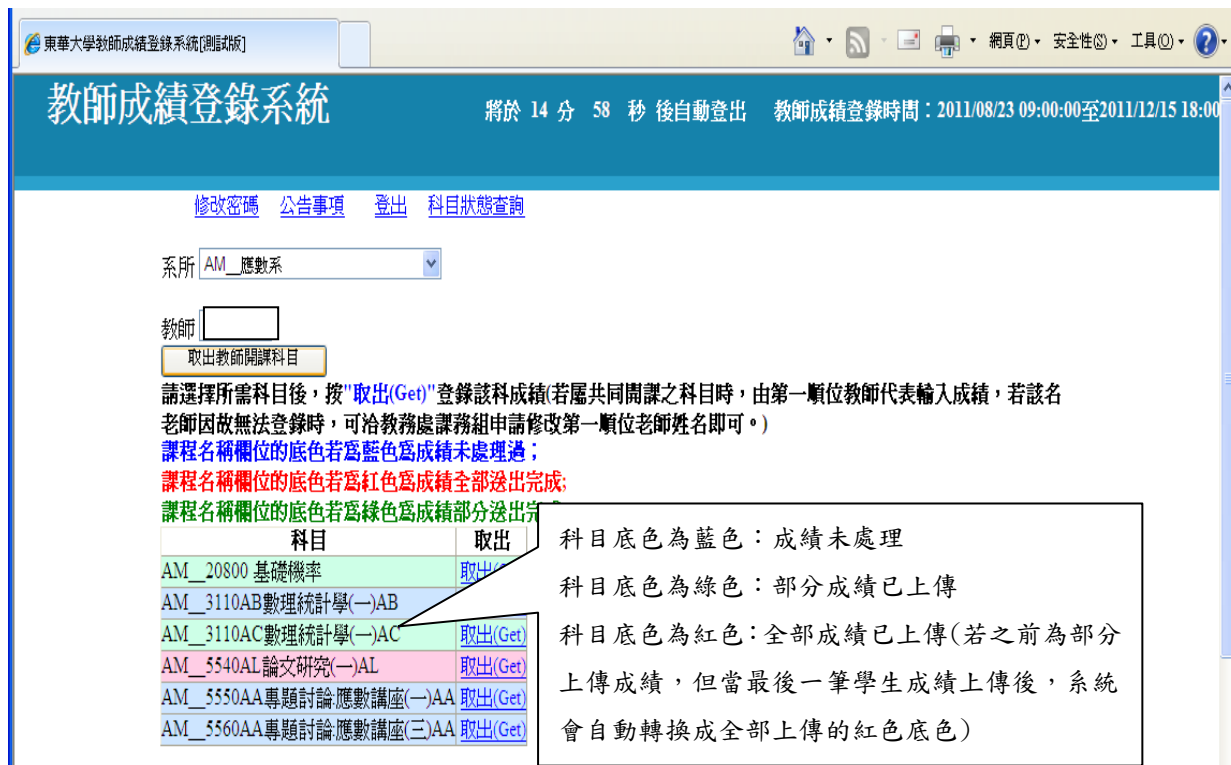 東華大學教師成績登錄系統[測試版]
網頁(P) 安全性(S) 工具(O)
教師成績登錄系統 將於 14 分 58 秒 後自動登出 教師成績登錄時間：2011/08/23 09:00:00至2011/12/15 18:00
修改密碼 公告事項 登出 科目狀態查詢
系所 AM__應數系
教師
取出教師開課科目
請選擇所需科目後，按"取出(Get)"登錄該科成績(若屬共同開課之科目時，由第一順位教師代表輸入成績，若該名
老師因故無法登錄時，可洽教務處課務組申請修改第一順位老師姓名即可。)
課程名稱欄位的底色若為藍色為成績未處理過；
課程名稱欄位的底色若為紅色為成績全部送出完成;
課程名稱欄位的底色若為綠色為成績部分送出完
科目 取出
AM__20800 基礎機率 取出
AM__3110AB數理統計學(一)AB
AM__3110AC數理統計學(一)AC 取出(Get)
AM__5540AL論文研究(一)AL 取出(Get)
AM__5550AA專題討論:應數講座(一)AA 取出(Get)
AM__5560AA專題討論:應數講座(三)AA 取出(Get)
科目底色為藍色：成績未處理
科目底色為綠色：部分成績已上傳
科目底色為紅色：全部成績已上傳(若之前為部分
上傳成績，但當最後一筆學生成績上傳後，系統
會自動轉換成全部上傳的紅色底色)